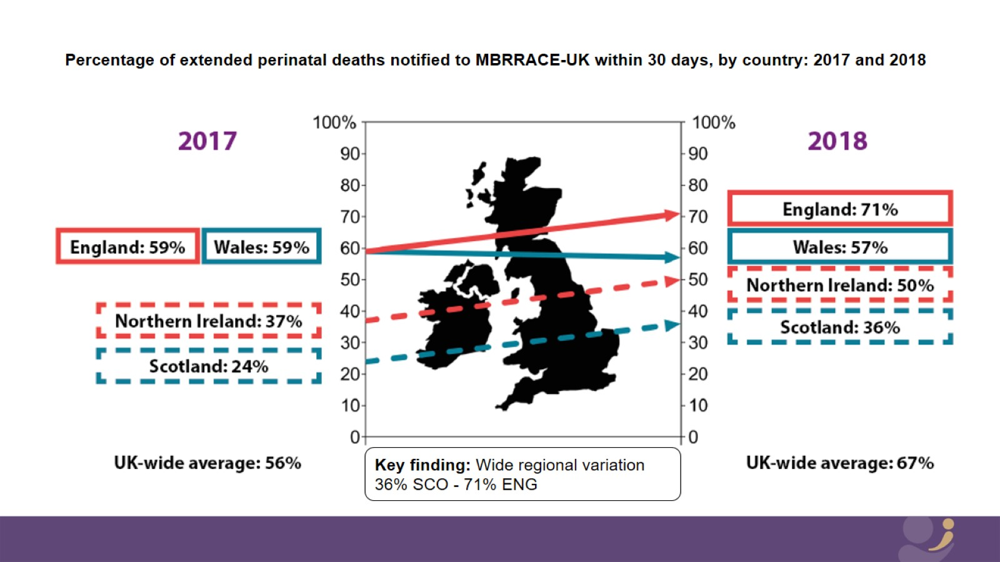 Percentage of extended perinatal deaths notified to MBRRACE-UK within 30 days, by country: 2017 and 2018
2017
England: 59%
Wales: 59%
Northern Ireland: 37%
Scotland: 24%
UK-wide average: 56%
100%
90
80
70
60
50
40
30
20
10
0
100%
90
80
70
60
50
40
30
20
10
0
Key finding: Wide regional variation
36% SCO - 71% ENG
2018
England: 71%
Wales: 57%
Northern Ireland: 50%
Scotland: 36%
UK-wide average: 67%